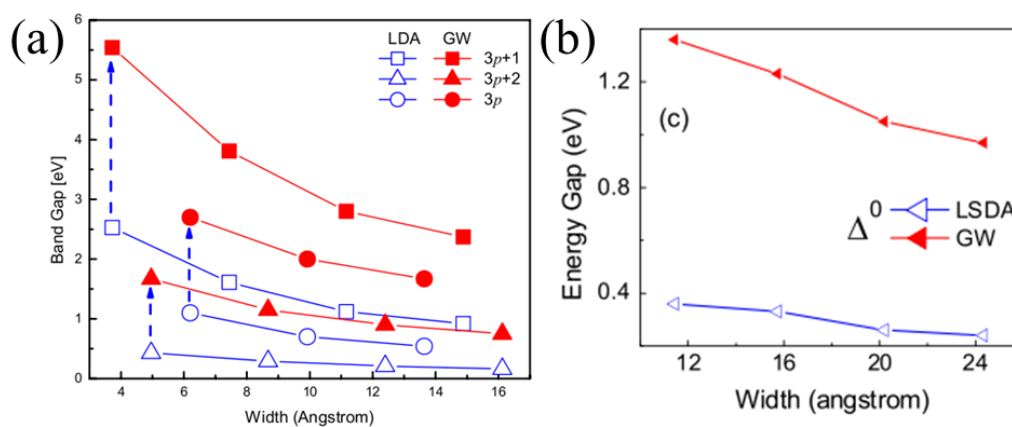 (a)
Band Gap [eV]
6
5
4
3
2
1
0
4
6
8
10
12
14
16
Width (Angstrom)
LDA GW
3p+1
3p+2
3p
(b)
Energy Gap (eV)
1.2
0.8
0.4
12
16
20
24
Width (angstrom)
(c)
Δ⁰
LSDA
GW